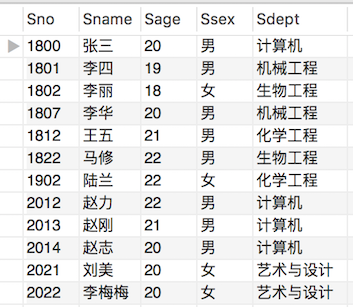 Sno Sname Sage Ssex Sdept
1800 张三 20 男 计算机
1801 李四 19 男 机械工程
1802 李丽 18 女 生物工程
1807 李华 20 男 机械工程
1812 王五 21 男 化学工程
1822 马修 22 男 生物工程
1902 陆兰 22 女 化学工程
2012 赵力 22 男 计算机
2013 赵刚 21 男 计算机
2014 赵志 20 男 计算机
2021 刘美 20 女 艺术与设计
2022 李梅梅 20 女 艺术与设计